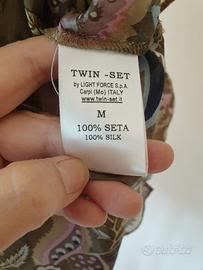 TWIN -SET
by LIGHT FORCE S.p.A.
Carpi (Mo) ITALY
www.twin-set.it
M
100% SETA
100% SILK
subito